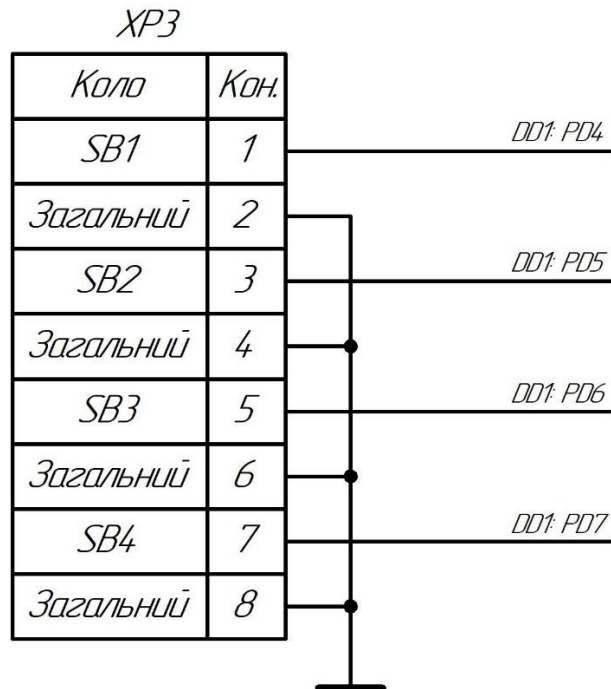 XP3
Коло Кон.
SB1 1 DD1: PD4
Загальний 2
SB2 3 DD1: PD5
Загальний 4
SB3 5 DD1: PD6
Загальний 6
SB4 7 DD1: PD7
Загальний 8